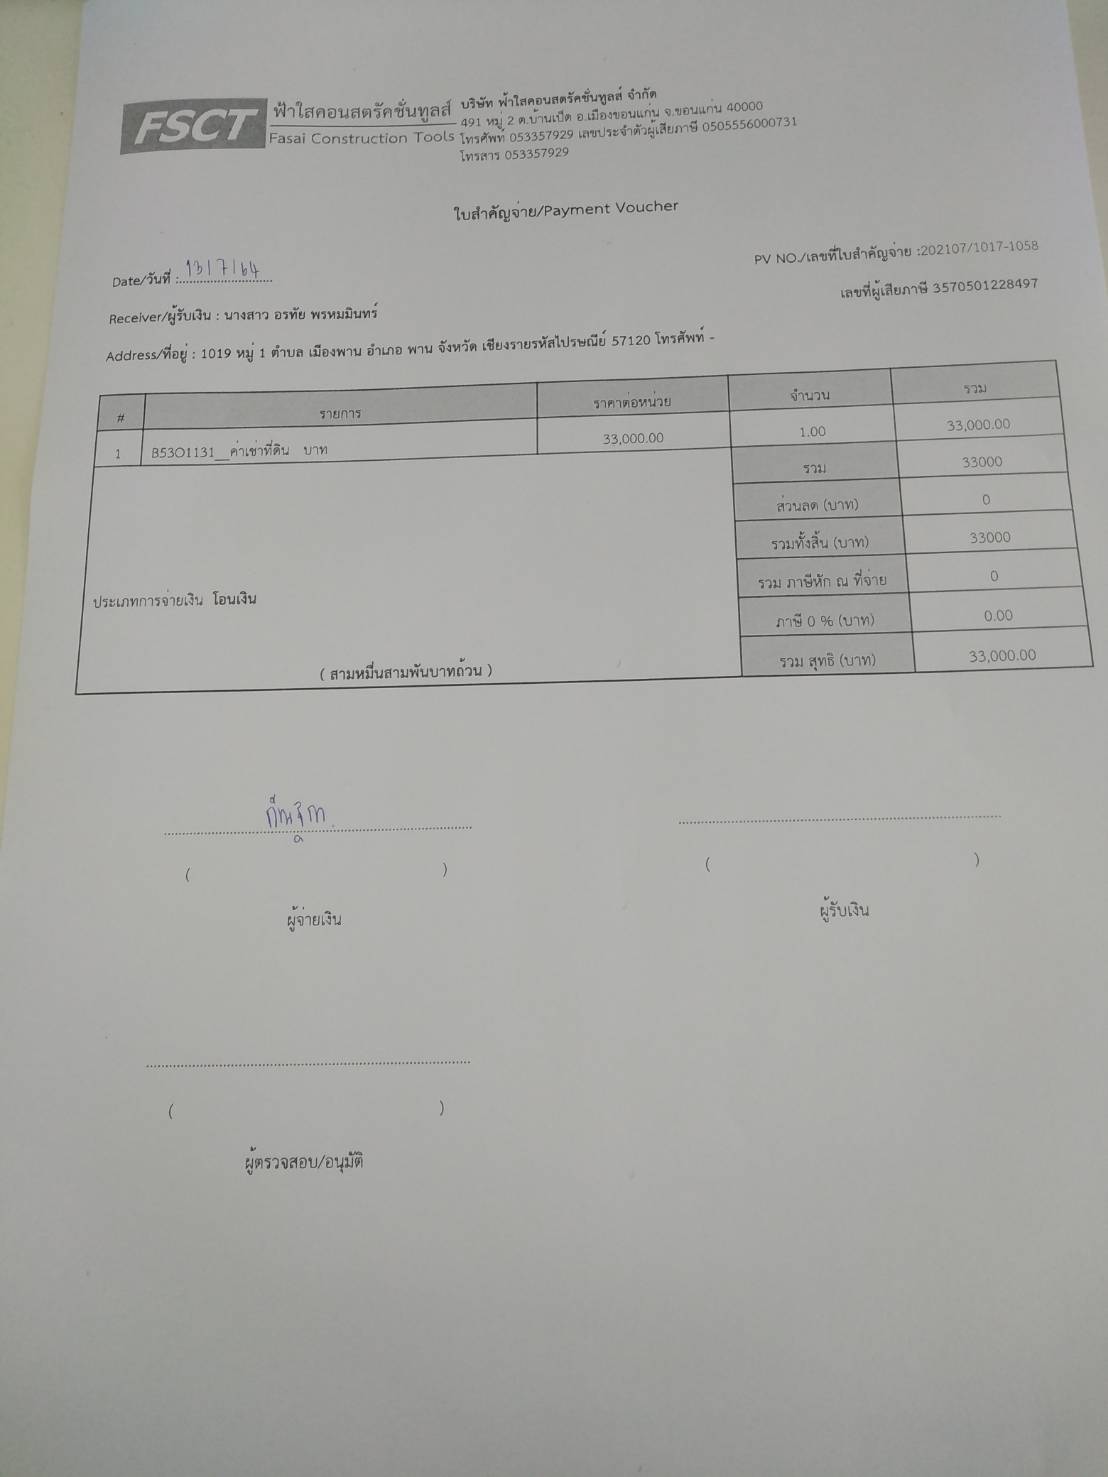 FSCT
ฟ้าใสคอนสตรัคชั่นทูลส์
Fasai Construction Tools
บริษัท ฟ้าใสคอนสตรัคชั่นทูลส์ จำกัด
491 หมู่ 2 ต.บ้านเป็ด อ.เมืองขอนแก่น จ.ขอนแก่น 40000
โทรศัพท์ 053357929 เลขประจำตัวผู้เสียภาษี 0505556000731
โทรสาร 053357929
ใบสำคัญจ่าย/Payment Voucher
PV NO./เลขที่ใบสำคัญจ่าย :202107/1017-1058
Date/วันที่ : 13/7/64
เลขที่ผู้เสียภาษี 3570501228497
Receiver/ผู้รับเงิน : นางสาว อรทัย พรหมมินทร์
Address/ที่อยู่ : 1019 หมู่ 1 ตำบล เมืองพาน อำเภอ พาน จังหวัด เชียงรายรหัสไปรษณีย์ 57120 โทรศัพท์ -
# รายการ ราคาต่อหน่วย จำนวน รวม
1 B53O1131__ค่าเช่าที่ดิน บาท 33,000.00 1.00 33,000.00
รวม 33000
ส่วนลด (บาท) 0
รวมทั้งสิ้น (บาท) 33000
รวม ภาษีหัก ณ ที่จ่าย 0
ประเภทการจ่ายเงิน โอนเงิน
ภาษี 0 % (บาท) 0.00
( สามหมื่นสามพันบาทถ้วน )
รวม สุทธิ (บาท) 33,000.00
( )
( )
ผู้จ่ายเงิน
ผู้รับเงิน
( )
ผู้ตรวจสอบ/อนุมัติ